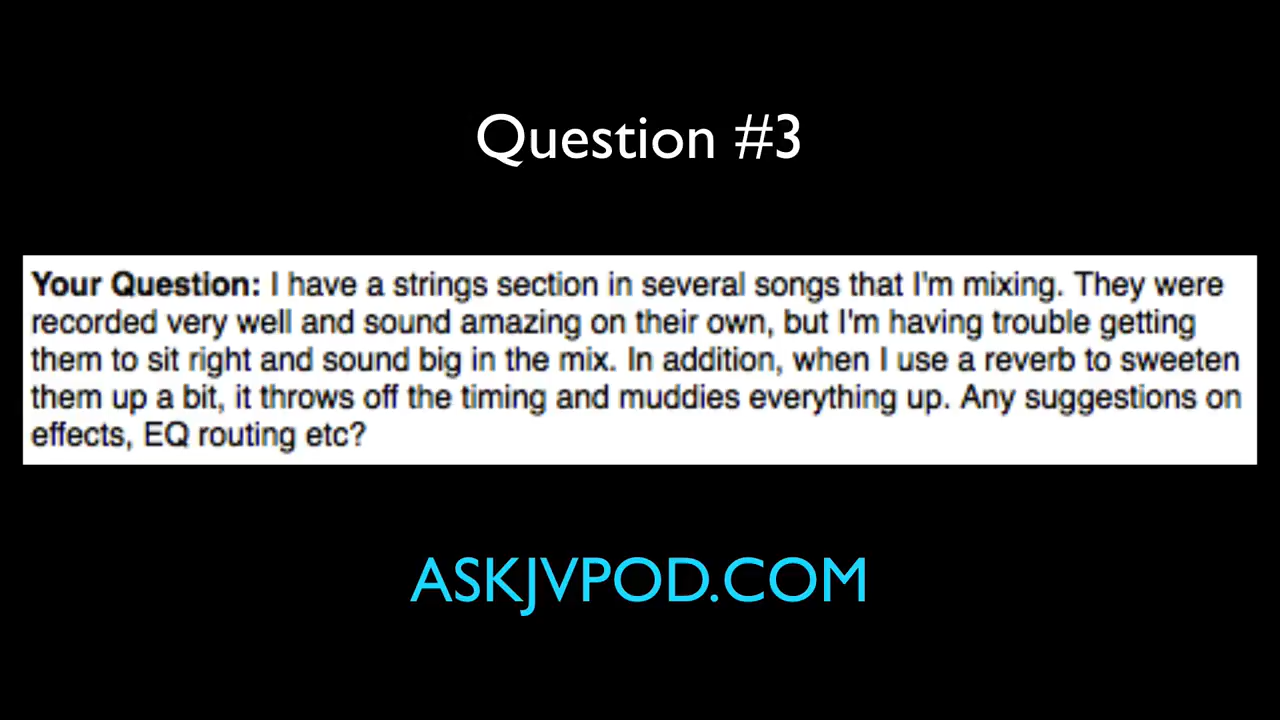 Question #3
Your Question: I have a strings section in several songs that I'm mixing. They were
recorded very well and sound amazing on their own, but I'm having trouble getting
them to sit right and sound big in the mix. In addition, when I use a reverb to sweeten
them up a bit, it throws off the timing and muddies everything up. Any suggestions on
effects, EQ routing etc?
ASKJVPOD.COM